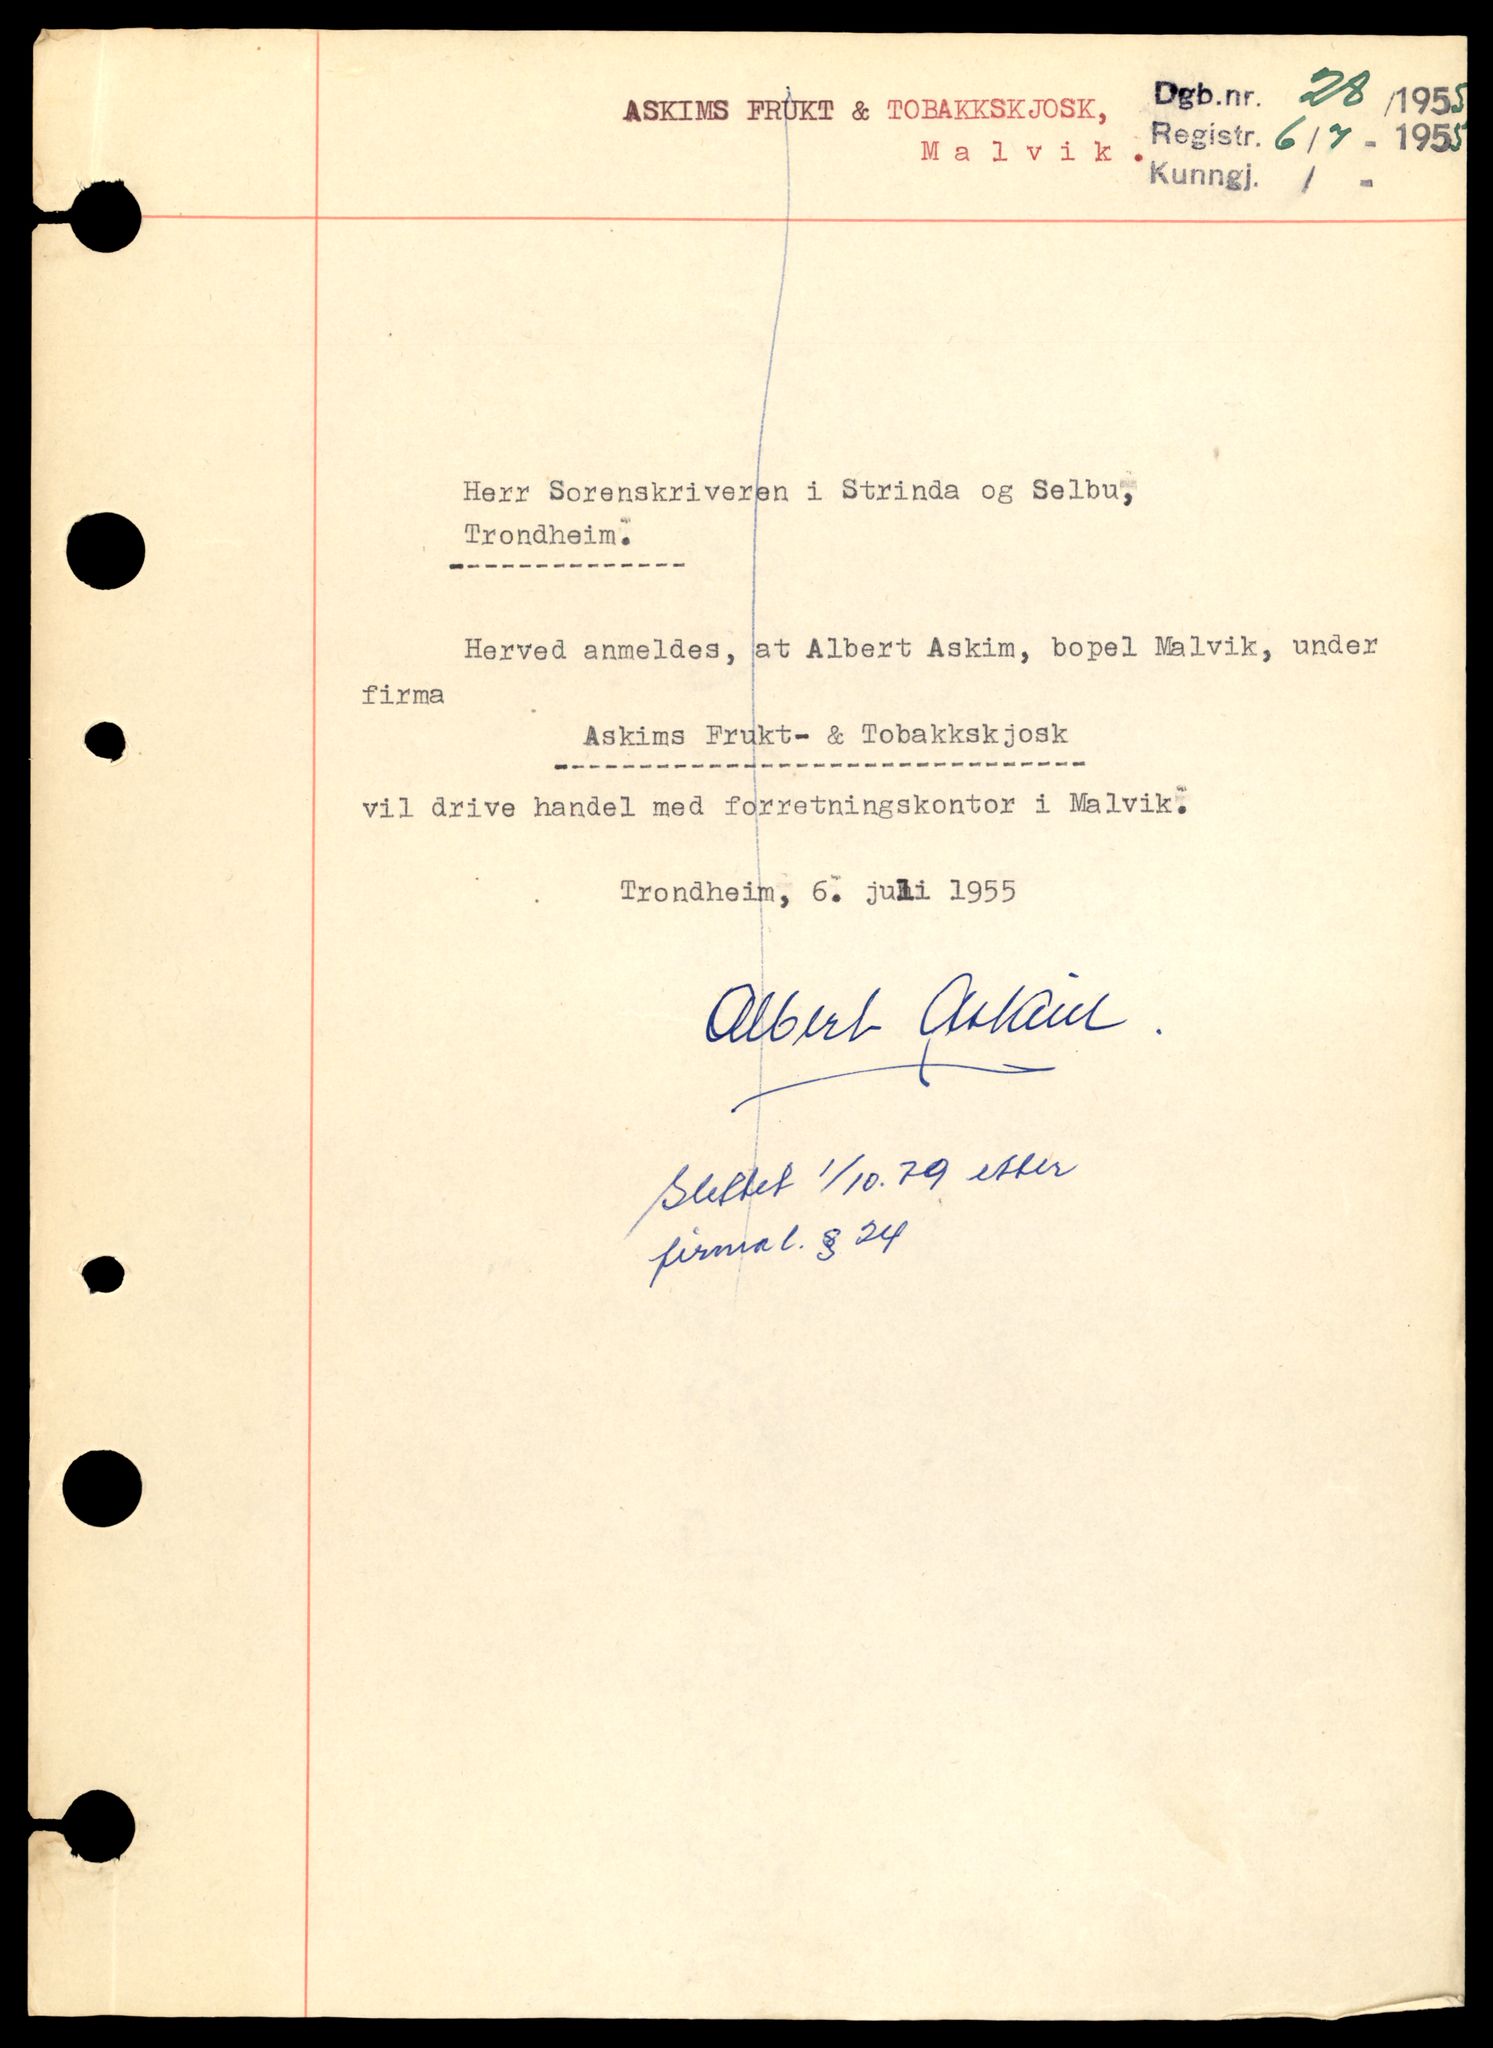 ASKIMS FRUKT & TOBAKKSKJOSK,
Malvik.
Dgb.nr. 28/1955
Registr. 6/7 - 1955
Kunngj. / -
Herr Sorenskriveren i Strinda og Selbu,
Trondheim.
Herved anmeldes, at Albert Askim, bopel Malvik, under
firma
Askims Frukt- & Tobakkskjosk
vil drive handel med forretningskontor i Malvik.
Trondheim, 6. juli 1955
Albert Askim.
Slettet 1/10.79 etter
firmal. § 24